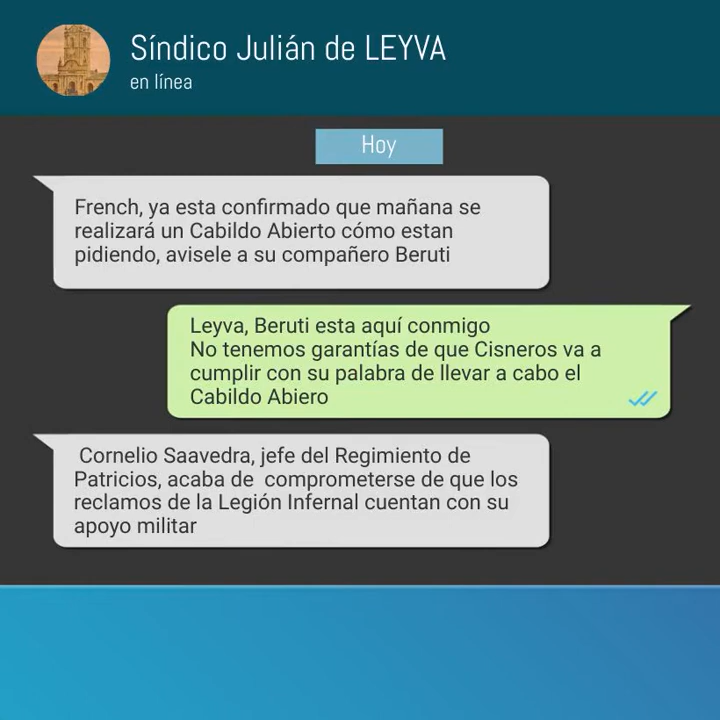 Síndico Julián de LEYVA
en línea
Hoy
French, ya esta confirmado que mañana se
realizará un Cabildo Abierto cómo estan
pidiendo, avisele a su compañero Beruti
Leyva, Beruti esta aquí conmigo
No tenemos garantías de que Cisneros va a
cumplir con su palabra de llevar a cabo el
Cabildo Abiero
Cornelio Saavedra, jefe del Regimiento de
Patricios, acaba de comprometerse de que los
reclamos de la Legión Infernal cuentan con su
apoyo militar